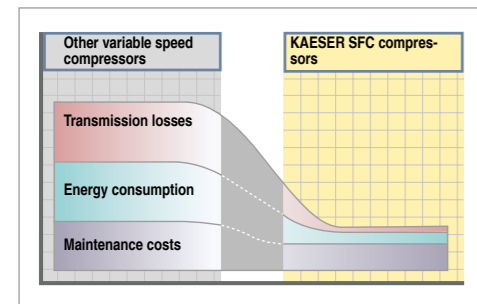 Other variable speed
compressors
KAESER SFC compres-
sors
Transmission losses
Energy consumption
Maintenance costs